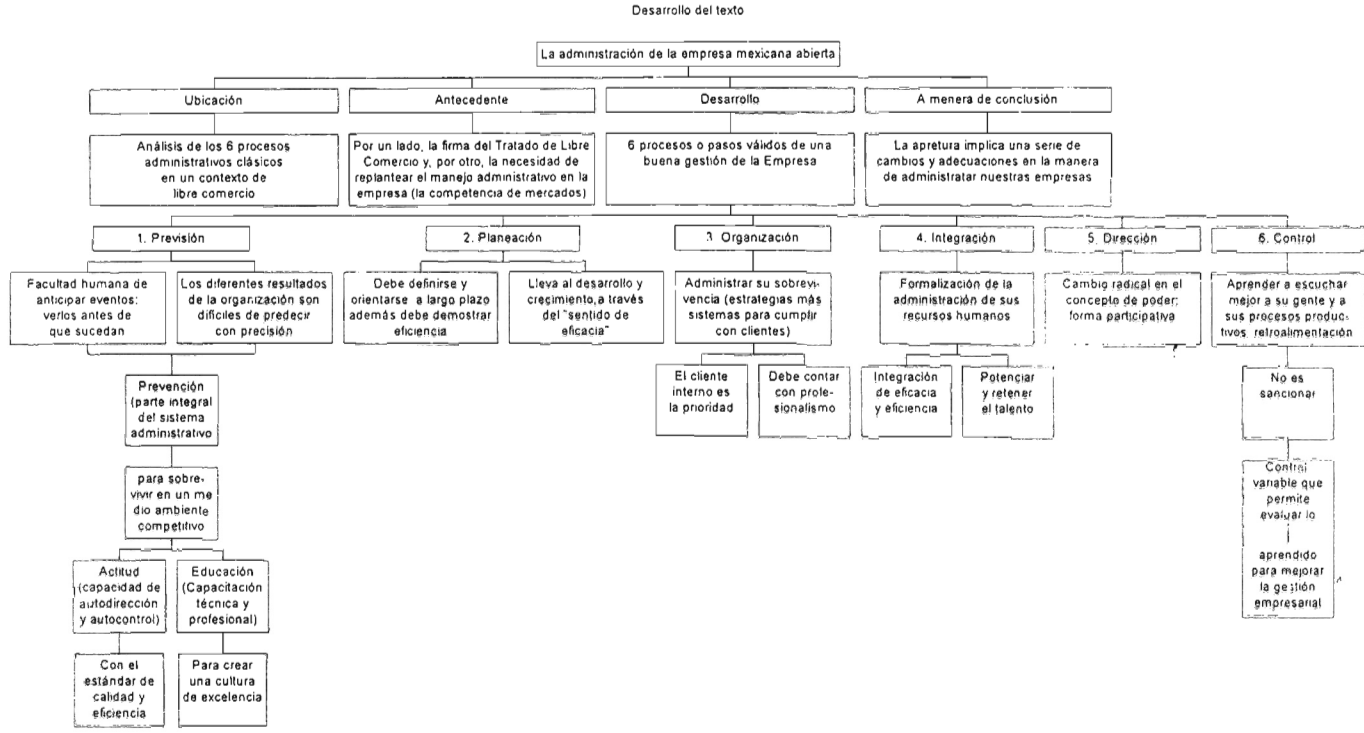 Desarrollo del texto
La administración de la empresa mexicana abierta
Ubicación
Antecedente
Desarrollo
A menera de conclusión
Análisis de los 6 procesos
administrativos clásicos
en un contexto de
libre comercio
Por un lado, la firma del Tratado de Libre
Comercio y, por otro, la necesidad de
replantear el manejo administrativo en la
empresa (la competencia de mercados)
6 procesos o pasos válidos de una
buena gestión de la Empresa
La apretura implica una serie de
cambios y adecuaciones en la manera
de administratar nuestras empresas
1. Previsión
2. Planeación
3. Organización
4. Integración
5. Dirección
6. Control
Facultad humana de
anticipar eventos:
verlos antes de
que sucedan
Los diferentes resultados
de la organización son
difíciles de predecir
con precisión
Debe definirse y
orientarse a largo plazo
además debe demostrar
eficiencia
Lleva al desarrollo y
crecimiento, a través
del "sentido de
eficacia"
Administrar su sobrevi-
vencia (estrategias más
sistemas para cumplir
con clientes)
Formalización de la
administración de sus
recursos humanos
Cambio radical en el
concepto de poder:
forma participativa
Aprender a escuchar
mejor a su gente y a
sus procesos produc-
tivos, retroalimentación
Prevención
(parte integral
del sistema
administrativo
El cliente
interno es
la prioridad
Debe contar
con profe-
sionalismo
Integración
de eficacia
y eficiencia
Potenciar
y retener
el talento
No es
sancionar
para sobre-
vivir en un me
dio ambiente
competitivo
Control
variable que
permite
evaluar lo
aprendido
para mejorar
la gestión
empresarial
Actitud
(capacidad de
autodirección
y autocontrol)
Educación
(Capacitación
técnica y
profesional)
Con el
estándar de
calidad y
eficiencia
Para crear
una cultura
de excelencia